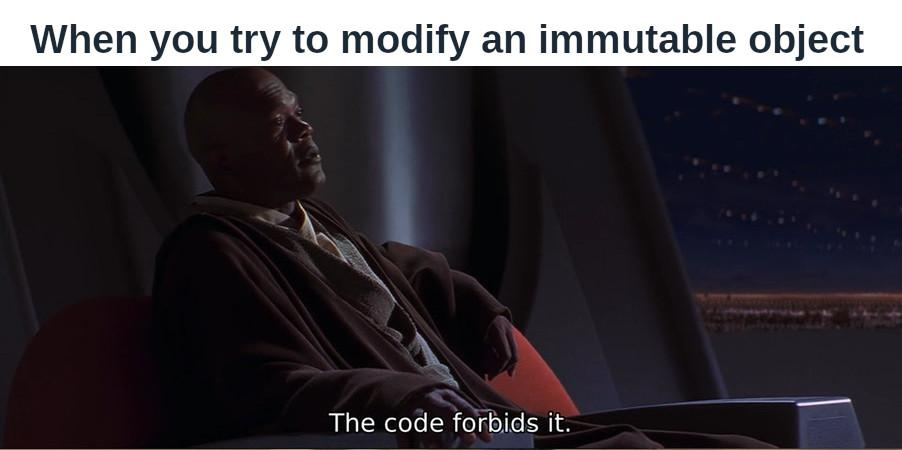 When you try to modify an immutable object
The code forbids it.